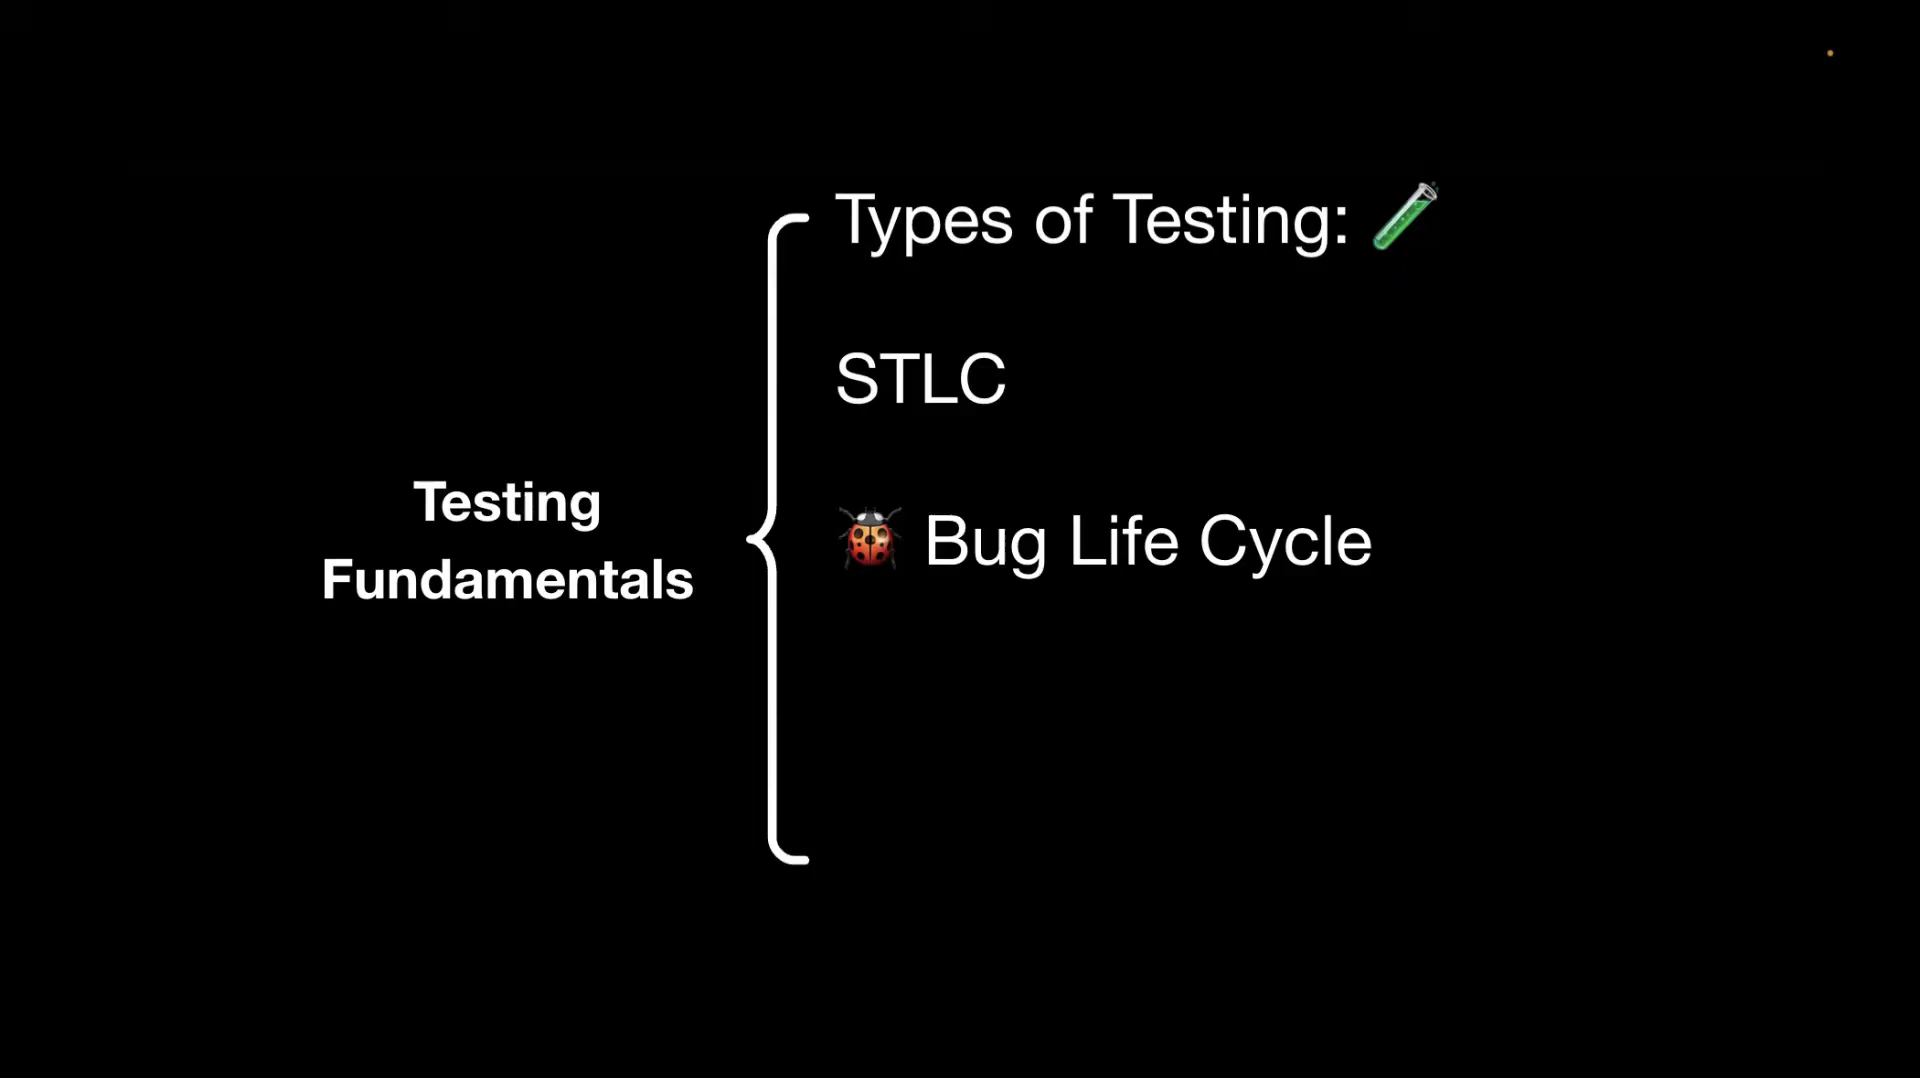 Types of Testing: 🧪
STLC
Testing
Fundamentals
🐞 Bug Life Cycle